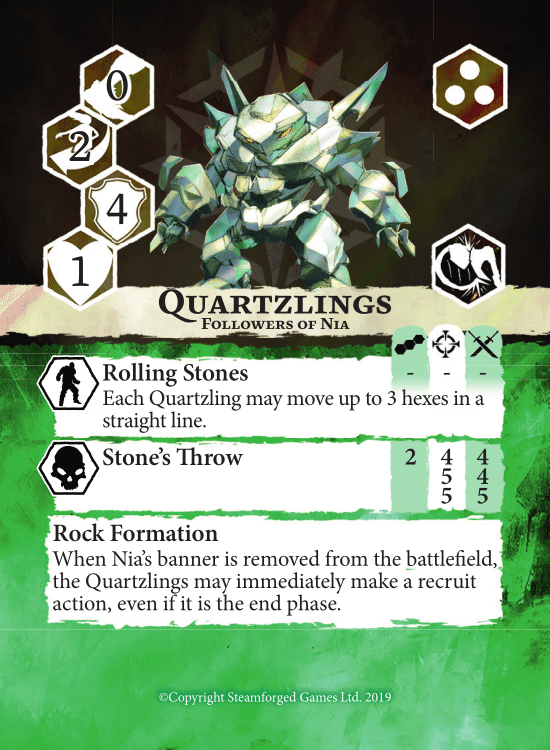 0
2
4
1
Quartzlings
Followers of Nia
Rolling Stones - - -
Each Quartzling may move up to 3 hexes in a
straight line.
Stone's Throw 2 4 4
5 4
5 5
Rock Formation
When Nia's banner is removed from the battlefield,
the Quartzlings may immediately make a recruit
action, even if it is the end phase.
©Copyright Steamforged Games Ltd. 2019